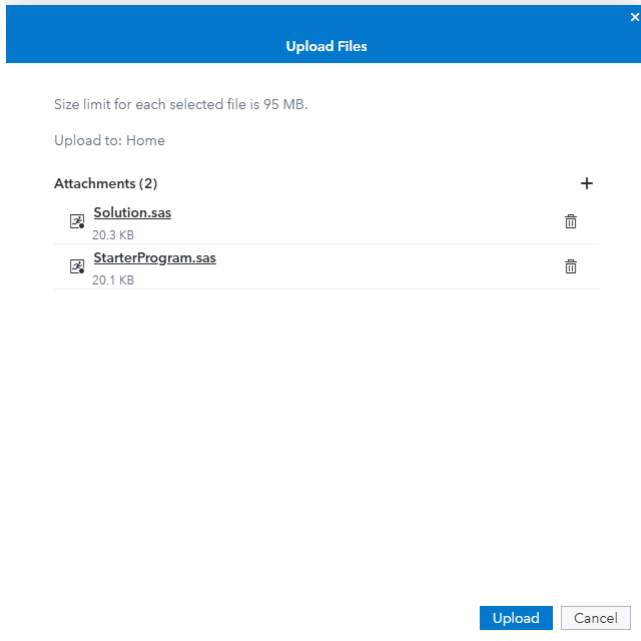 Upload Files
Size limit for each selected file is 95 MB.
Upload to: Home
Attachments (2)
Solution.sas
20.3 KB
StarterProgram.sas
20.1 KB
Upload Cancel